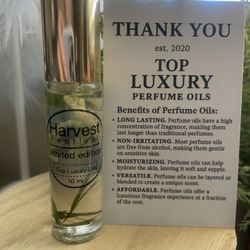 THANK YOU
est. 2020
TOP
LUXURY
PERFUME OILS
Benefits of Perfume Oils:
• LONG LASTING. Perfume oils have a high
concentration of fragrance, making them
last longer than traditional perfumes.
• NON-IRRITATING. Most perfume oils
are free from alcohol, making them gentle
on sensitive skin.
• MOISTURIZING. Perfume oils can help
hydrate the skin, leaving it soft and supple.
• VERSATILE. Perfume oils can be layered or
blended to create a unique scent.
• AFFORDABLE. Perfume oils offer a
luxurious fragrance experience at a fraction
of the cost.
Harvest
Festival
Limited edition
Top Luxury Oils
10 ml